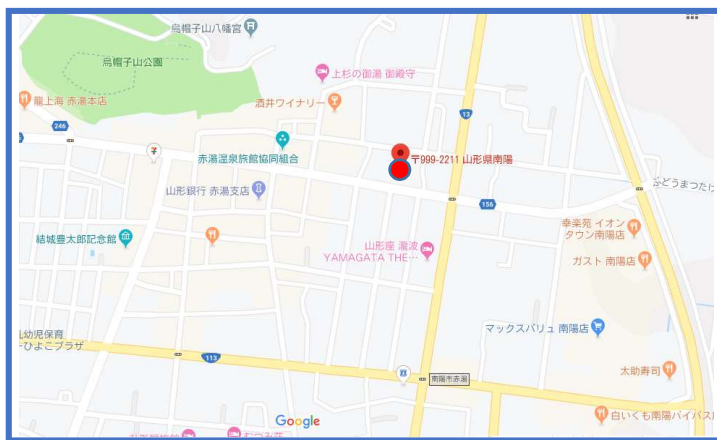 烏帽子山八幡宮
烏帽子山公園
上杉の御湯 御殿守
龍上海 赤湯本店
酒井ワイナリー
13
246
赤湯温泉旅館協同組合
〒999-2211 山形県南陽
山形銀行 赤湯支店
ぶどうまつたけ
156
結城豊太郎記念館
山形座 瀧波
YAMAGATA THE…
幸楽苑 イオン
タウン南陽店
ガスト 南陽店
マックスバリュ 南陽店
乳幼児保育
ーひよこプラザ
113
太助寿司
南陽市赤湯
Google
白いくも南陽バイパス